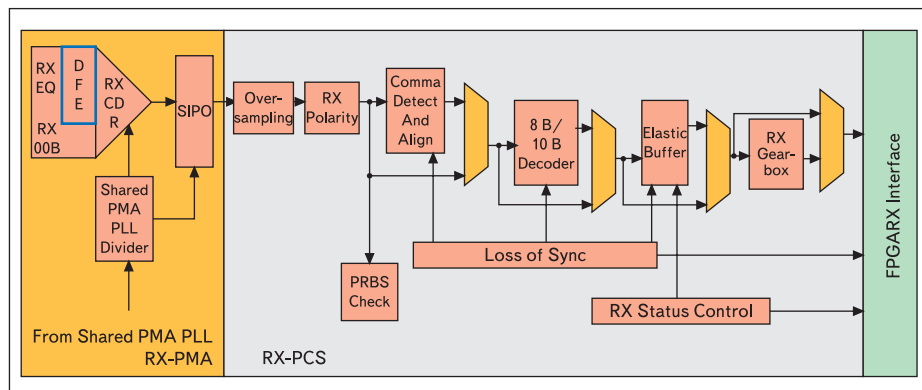 RX
EQ
D
F
E
RX
CD
R
RX
00B
SIPO
Over-
sampling
RX
Polarity
Comma
Detect
And
Align
8 B/
10 B
Decoder
Elastic
Buffer
RX
Gear-
box
Shared
PMA
PLL
Divider
Loss of Sync
PRBS
Check
RX Status Control
From Shared PMA PLL
RX-PMA
RX-PCS
FPGARX Interface